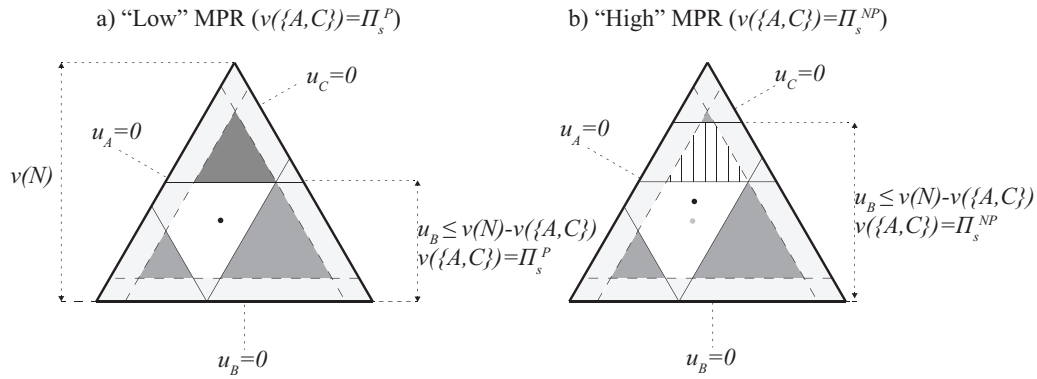 a) “Low” MPR (v({A,C})=Π_s^P)
b) “High” MPR (v({A,C})=Π_s^NP)
u_C=0
u_A=0
v(N)
u_B ≤ v(N)-v({A,C})
v({A,C})=Π_s^P
u_B=0
u_C=0
u_A=0
u_B ≤ v(N)-v({A,C})
v({A,C})=Π_s^NP
u_B=0